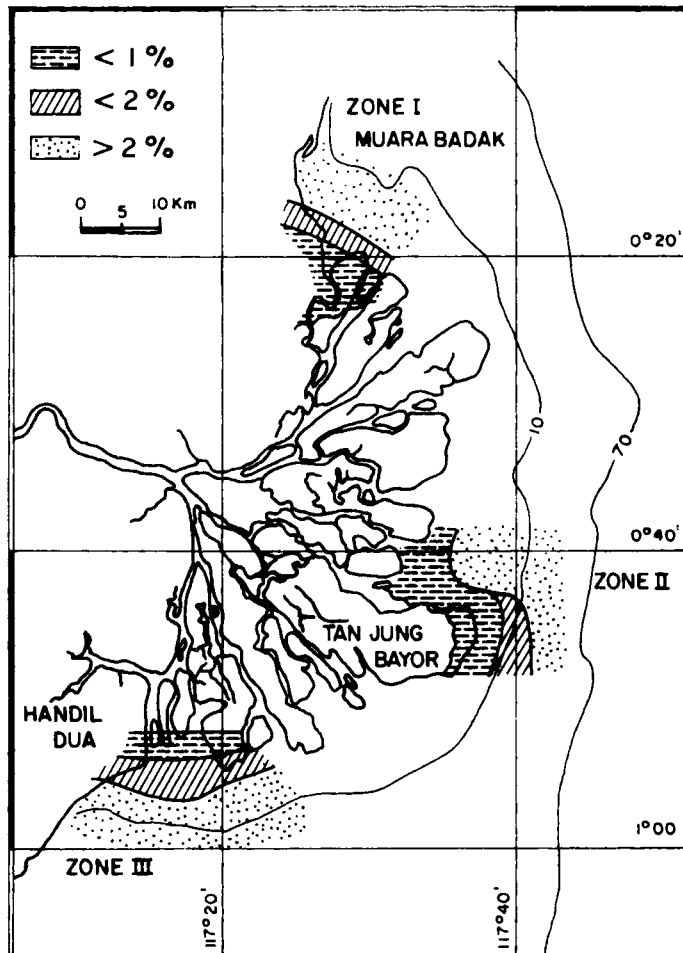 < 1 %
< 2 %
> 2 %
0 5 10 Km
ZONE I
MUARA BADAK
0° 20'
10
70
0° 40'
ZONE II
TAN JUNG
BAYOR
HANDIL
DUA
1° 00
ZONE III
117° 20'
117° 40'